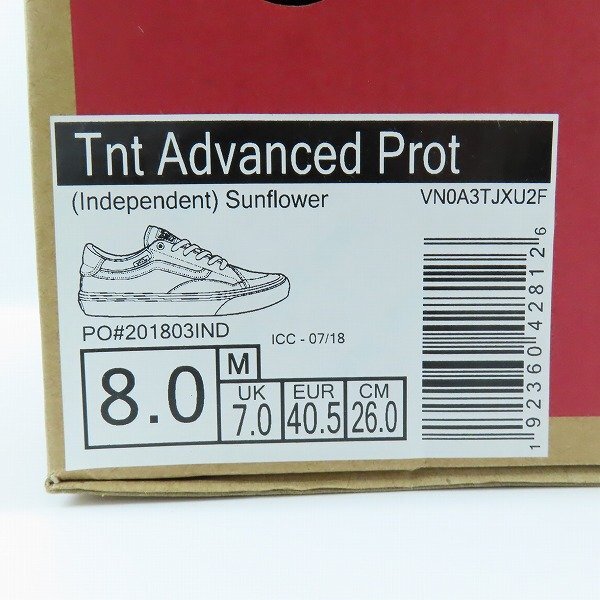 Tnt Advanced Prot
(Independent) Sunflower VN0A3TJXU2F
PO#201803IND ICC - 07/18
8.0 M
UK EUR CM
7.0 40.5 26.0
1 92360 42812 6